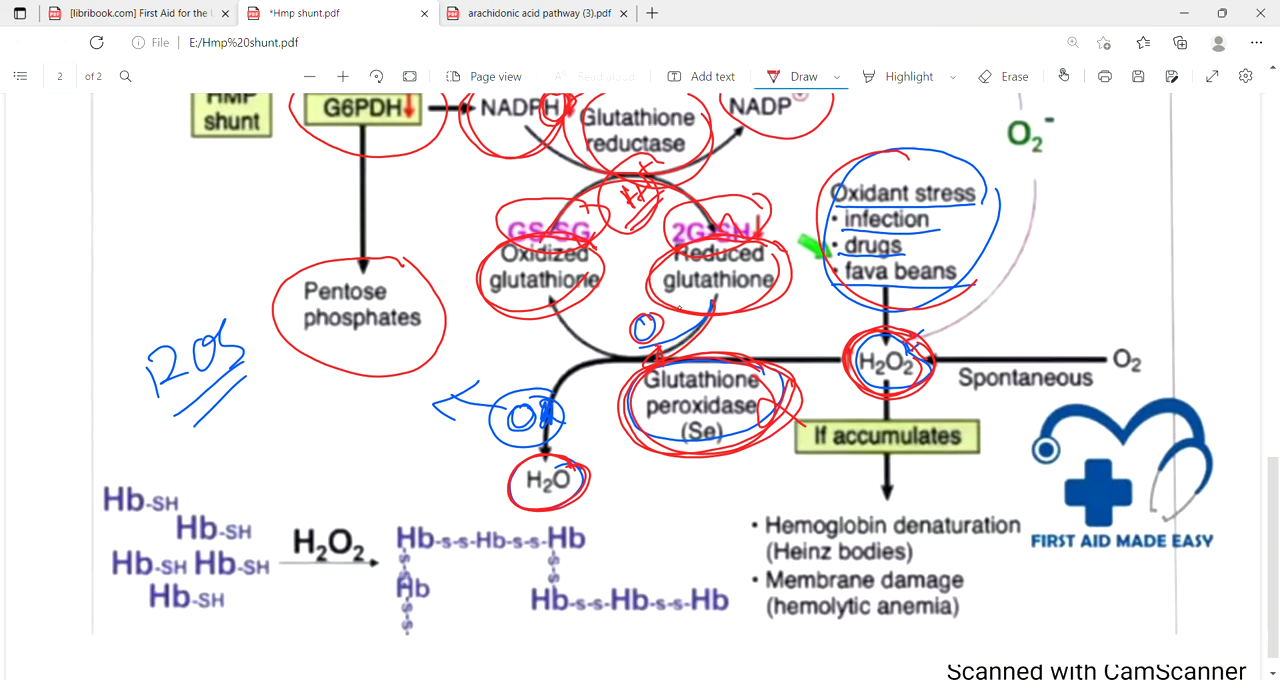 [libribook.com] First Aid for the
*Hmp shunt.pdf
arachidonic acid pathway (3).pdf
File
E:/Hmp%20shunt.pdf
2
of 2
Page view
Read aloud
Add text
Draw
Highlight
Erase
HMP
shunt
G6PDH
NADPH
Glutathione
reductase
NADP
O₂⁻
GS-SG
Oxidized
glutathione
2G-SH
Reduced
glutathione
Oxidant stress
• infection
• drugs
• fava beans
Pentose
phosphates
ROS
H₂O₂
O₂
Spontaneous
Glutathione
peroxidase
(Se)
If accumulates
H₂O
• Hemoglobin denaturation
(Heinz bodies)
• Membrane damage
(hemolytic anemia)
FIRST AID MADE EASY
Hb-SH
Hb-SH
Hb-SH Hb-SH
Hb-SH
H₂O₂
Hb-s-s-Hb-s-s-Hb
s-s-
Hb
s-s-
s-s-
Hb-s-s-Hb-s-s-Hb
Scanned with CamScanner